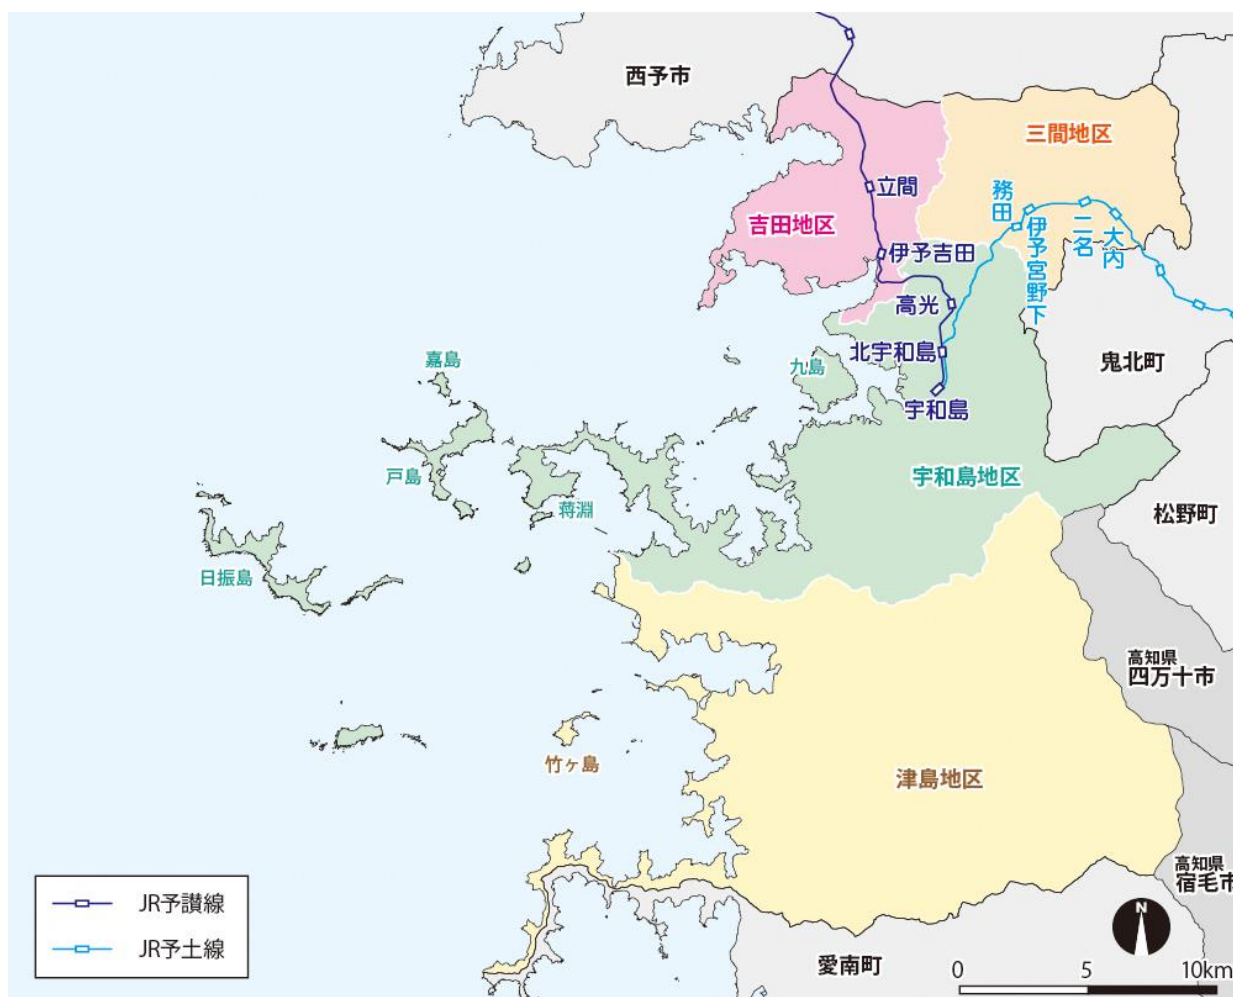 西予市
三間地区
立間
務田
吉田地区
伊予宮野下
二名
大内
伊予吉田
高光
北宇和島
九島
嘉島
鬼北町
宇和島
戸島
宇和島地区
蒋淵
松野町
日振島
高知県
四万十市
竹ヶ島
津島地区
高知県
宿毛市
JR予讃線
JR予土線
愛南町
N
0 5 10km